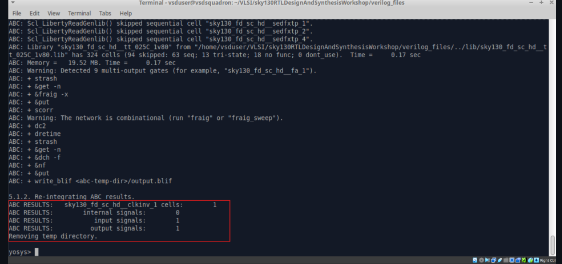 Terminal - vsduser@vsdsquadron: ~/VLSI/sky130RTLDesignAndSynthesisWorkshop/verilog_files
File Edit View Terminal Tabs Help
ABC: Scl_LibertyReadGenlib() skipped sequential cell "sky130_fd_sc_hd__sedfxtp_1".
ABC: Scl_LibertyReadGenlib() skipped sequential cell "sky130_fd_sc_hd__sedfxtp_2".
ABC: Scl_LibertyReadGenlib() skipped sequential cell "sky130_fd_sc_hd__sedfxtp_4".
ABC: Library "sky130_fd_sc_hd__tt_025C_1v80" from "/home/vsduser/VLSI/sky130RTLDesignAndSynthesisWorkshop/verilog_files/../lib/sky130_fd_sc_hd__t
tt_025C_1v80.lib" has 324 cells (94 skipped: 63 seq; 13 tri-state; 18 no func; 0 dont_use). Time = 0.17 sec
ABC: Memory = 19.52 MB. Time = 0.17 sec
ABC: Warning: Detected 9 multi-output gates (for example, "sky130_fd_sc_hd__fa_1").
ABC: + strash
ABC: + &get -n
ABC: + &fraig -x
ABC: + &put
ABC: + scorr
ABC: Warning: The network is combinational (run "fraig" or "fraig_sweep").
ABC: + dc2
ABC: + dretime
ABC: + strash
ABC: + &get -n
ABC: + &dch -f
ABC: + &nf
ABC: + &put
ABC: + write_blif <abc-temp-dir>/output.blif
5.1.2. Re-integrating ABC results.
ABC RESULTS: sky130_fd_sc_hd__clkinv_1 cells: 1
ABC RESULTS: internal signals: 0
ABC RESULTS: input signals: 1
ABC RESULTS: output signals: 1
Removing temp directory.
yosys>